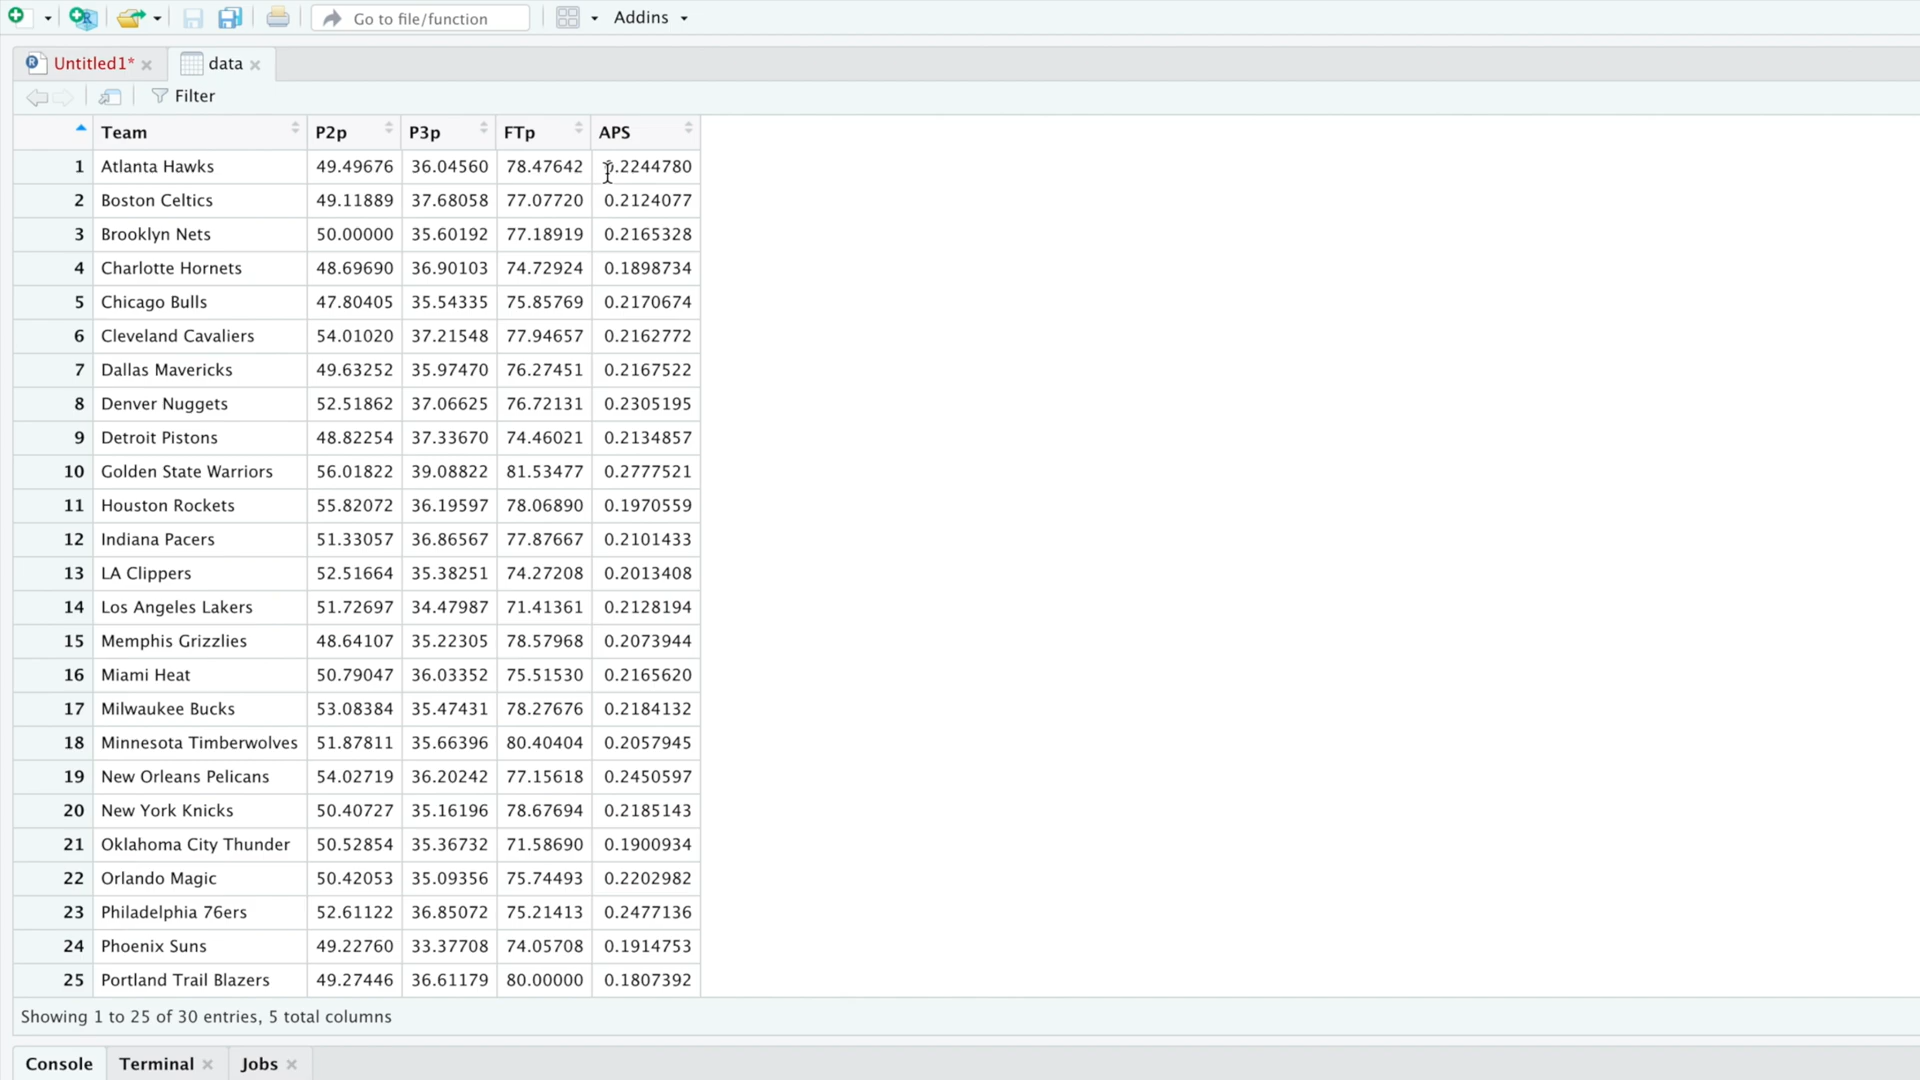 Go to file/function Addins
Untitled1* data
Filter
Team P2p P3p FTp APS
1 Atlanta Hawks 49.49676 36.04560 78.47642 0.2244780
2 Boston Celtics 49.11889 37.68058 77.07720 0.2124077
3 Brooklyn Nets 50.00000 35.60192 77.18919 0.2165328
4 Charlotte Hornets 48.69690 36.90103 74.72924 0.1898734
5 Chicago Bulls 47.80405 35.54335 75.85769 0.2170674
6 Cleveland Cavaliers 54.01020 37.21548 77.94657 0.2162772
7 Dallas Mavericks 49.63252 35.97470 76.27451 0.2167522
8 Denver Nuggets 52.51862 37.06625 76.72131 0.2305195
9 Detroit Pistons 48.82254 37.33670 74.46021 0.2134857
10 Golden State Warriors 56.01822 39.08822 81.53477 0.2777521
11 Houston Rockets 55.82072 36.19597 78.06890 0.1970559
12 Indiana Pacers 51.33057 36.86567 77.87667 0.2101433
13 LA Clippers 52.51664 35.38251 74.27208 0.2013408
14 Los Angeles Lakers 51.72697 34.47987 71.41361 0.2128194
15 Memphis Grizzlies 48.64107 35.22305 78.57968 0.2073944
16 Miami Heat 50.79047 36.03352 75.51530 0.2165620
17 Milwaukee Bucks 53.08384 35.47431 78.27676 0.2184132
18 Minnesota Timberwolves 51.87811 35.66396 80.40404 0.2057945
19 New Orleans Pelicans 54.02719 36.20242 77.15618 0.2450597
20 New York Knicks 50.40727 35.16196 78.67694 0.2185143
21 Oklahoma City Thunder 50.52854 35.36732 71.58690 0.1900934
22 Orlando Magic 50.42053 35.09356 75.74493 0.2202982
23 Philadelphia 76ers 52.61122 36.85072 75.21413 0.2477136
24 Phoenix Suns 49.22760 33.37708 74.05708 0.1914753
25 Portland Trail Blazers 49.27446 36.61179 80.00000 0.1807392
Showing 1 to 25 of 30 entries, 5 total columns
Console Terminal Jobs